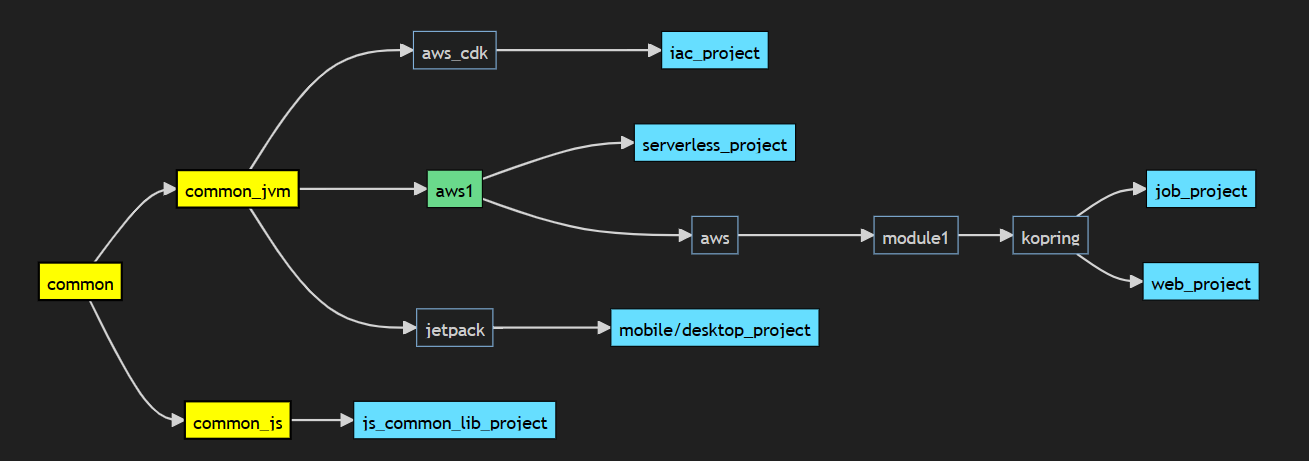 aws_cdk
iac_project
serverless_project
common_jvm
aws1
job_project
aws
module1
kopring
common
web_project
jetpack
mobile/desktop_project
common_js
js_common_lib_project